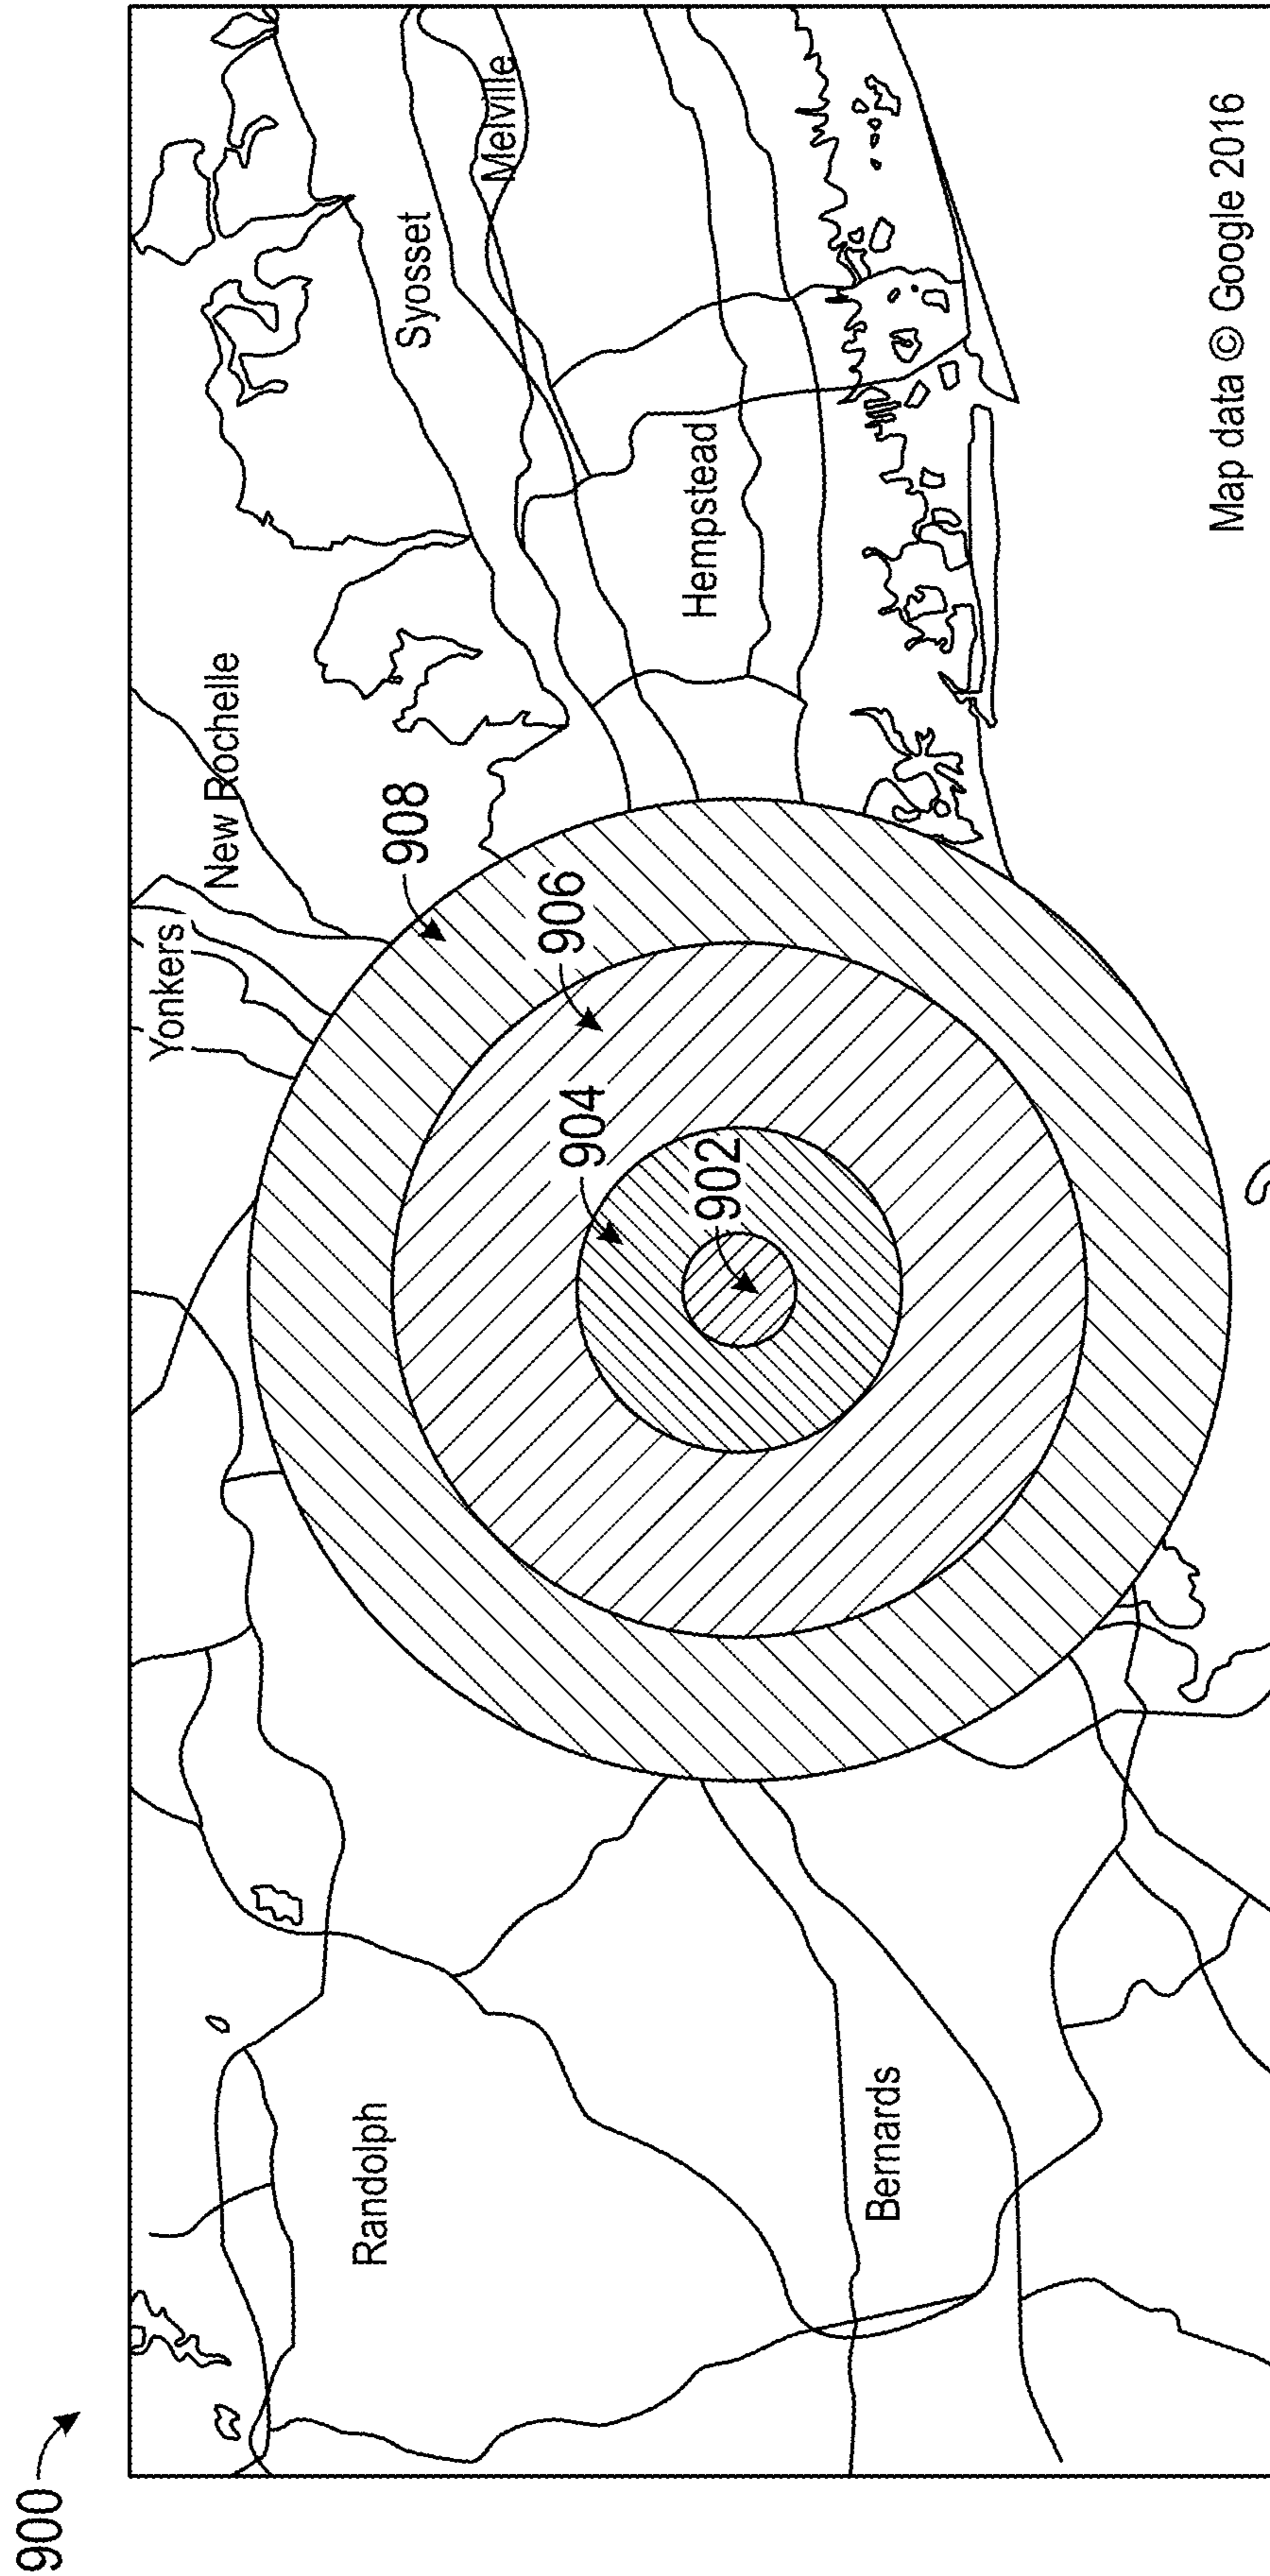 900
Yonkers
New Rochelle
908
906
904
902
Syosset
Melville
Hempstead
Randolph
Bernards
Map data © Google 2016